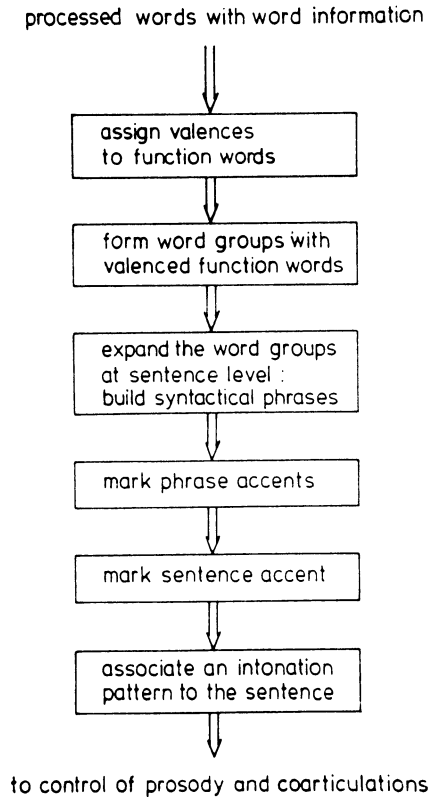 processed words with word information
assign valences
to function words
form word groups with
valenced function words
expand the word groups
at sentence level :
build syntactical phrases
mark phrase accents
mark sentence accent
associate an intonation
pattern to the sentence
to control of prosody and coarticulations